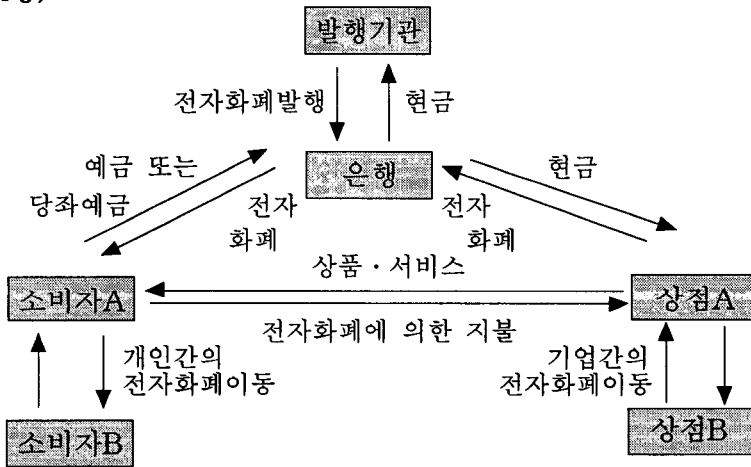 발행기관
전자화폐발행
현금
예금 또는
당좌예금
은행
현금
전자
화폐
전자
화폐
상품·서비스
소비자A
상점A
전자화폐에 의한 지불
개인간의
전자화폐이동
기업간의
전자화폐이동
소비자B
상점B